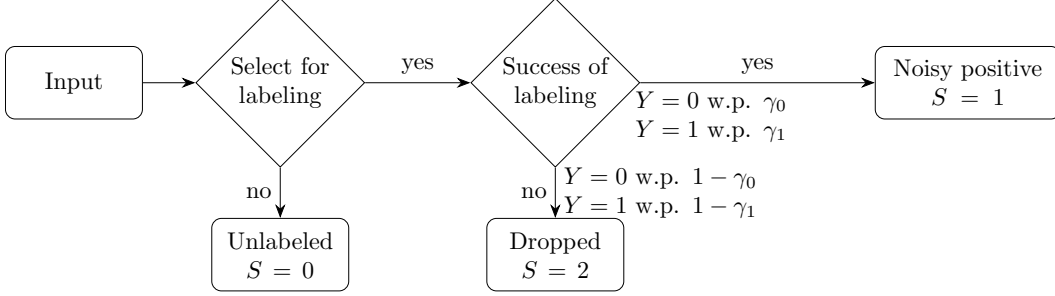 Input
Select for
labeling
yes
Success of
labeling
yes
Y = 0 w.p. γ₀
Y = 1 w.p. γ₁
Noisy positive
S = 1
no
Y = 0 w.p. 1 − γ₀
no
Y = 1 w.p. 1 − γ₁
Unlabeled
S = 0
Dropped
S = 2